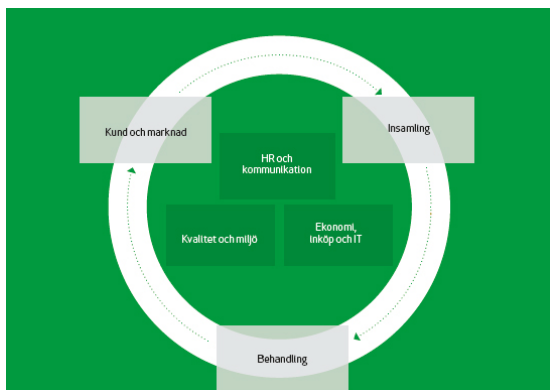 Kund och marknad
Insamling
HR och
kommunikation
Kvalitet och miljö
Ekonomi,
inköp och IT
Behandling